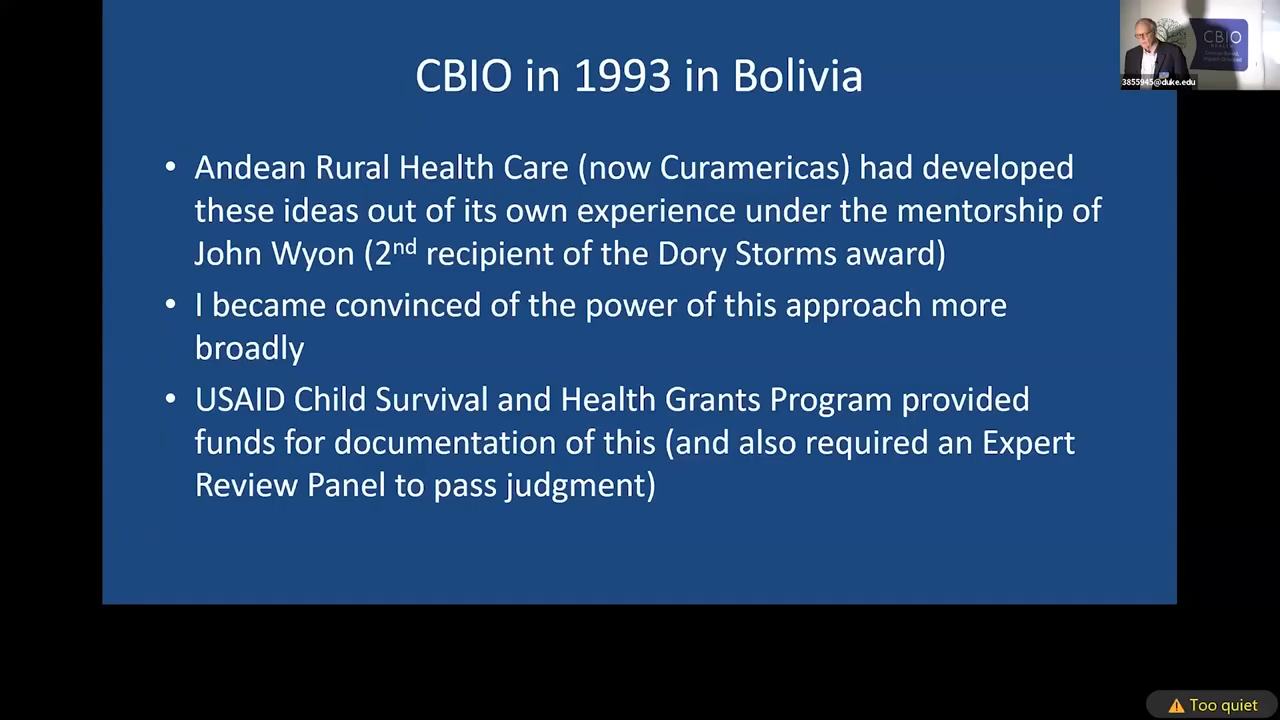 CBIO in 1993 in Bolivia
• Andean Rural Health Care (now Curamericas) had developed
these ideas out of its own experience under the mentorship of
John Wyon (2nd recipient of the Dory Storms award)
• I became convinced of the power of this approach more
broadly
• USAID Child Survival and Health Grants Program provided
funds for documentation of this (and also required an Expert
Review Panel to pass judgment)
CBIO
3855945@duke.edu
Too quiet